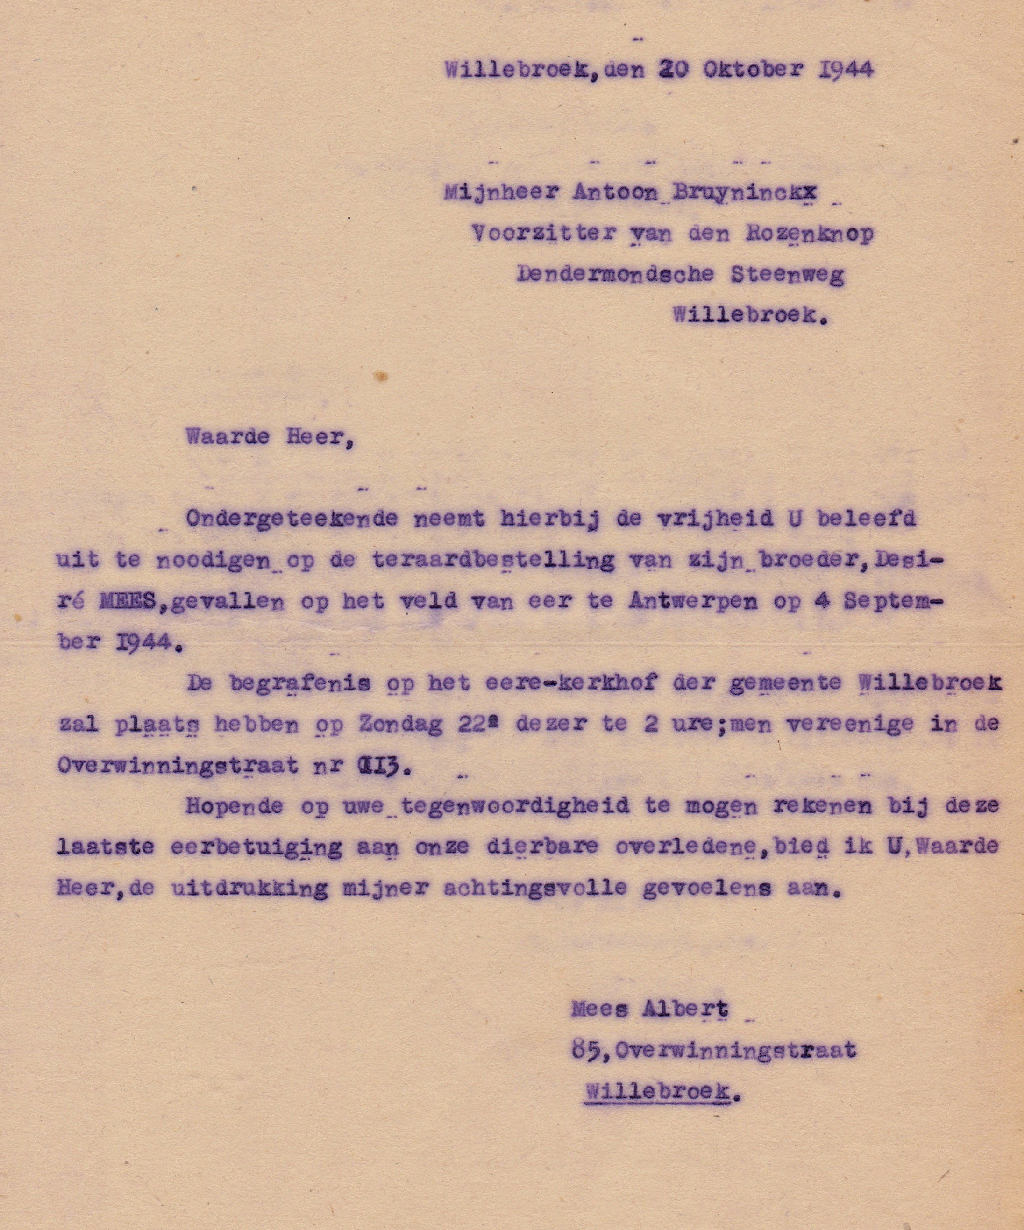 Willebroek,den 20 Oktober 1944
Mijnheer Antoon Bruyninckx
Voorzitter van den Rozenknop
Dendermondsche Steenweg
Willebroek.
Waarde Heer,
Ondergeteekende neemt hierbij de vrijheid U beleefd
uit te noodigen op de teraardbestelling van zijn broeder,Desi-
ré MEES,gevallen op het veld van eer te Antwerpen op 4 Septem-
ber 1944.
De begrafenis op het eere-kerkhof der gemeente Willebroek
zal plaats hebben op Zondag 22ª dezer te 2 ure;men vereenige in de
Overwinningstraat nr 113.
Hopende op uwe tegenwoordigheid te mogen rekenen bij deze
laatste eerbetuiging aan onze dierbare overledene,bied ik U,Waarde
Heer,de uitdrukking mijner achtingsvolle gevoelens aan.
Mees Albert
85,Overwinningstraat
Willebroek.